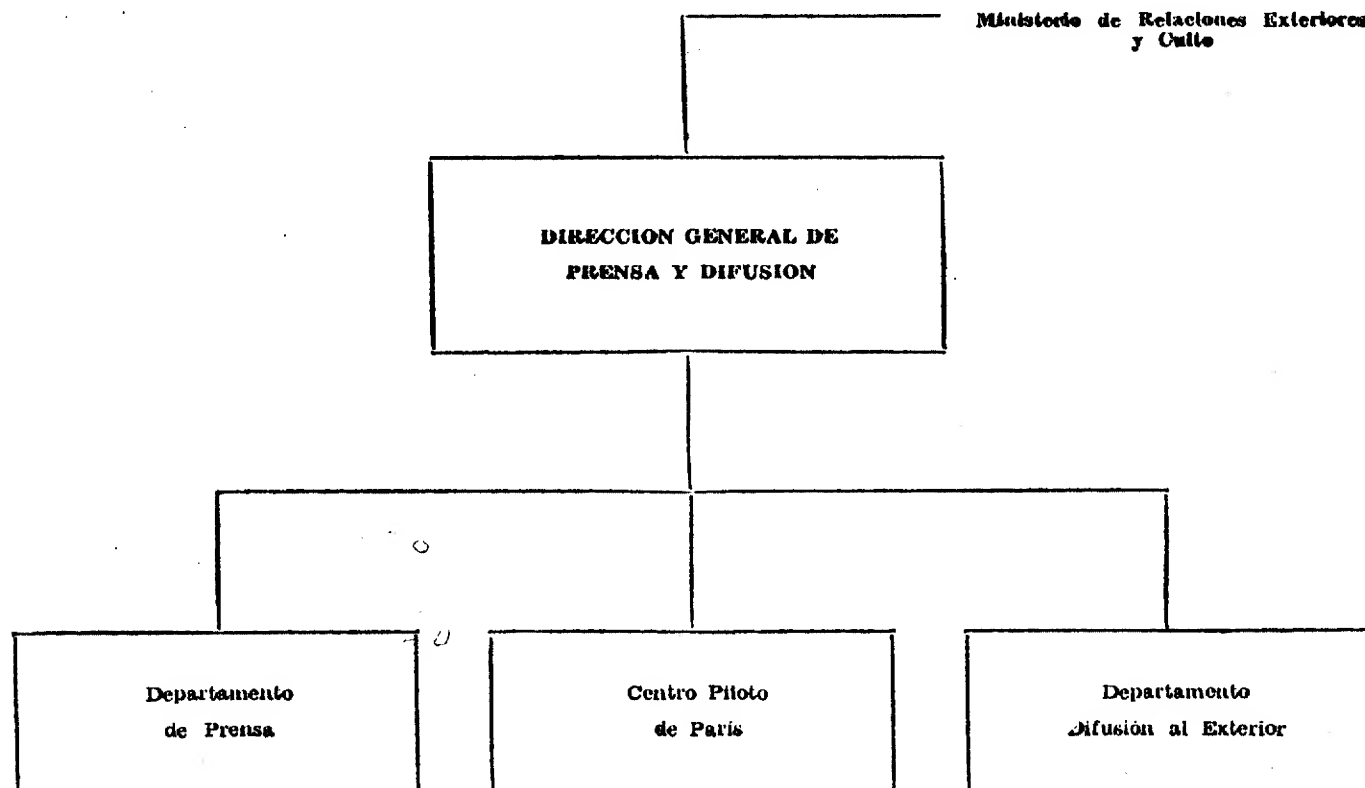 Ministerio de Relaciones Exteriores
y Culto
DIRECCION GENERAL DE
PRENSA Y DIFUSION
Departamento
de Prensa
Centro Piloto
de París
Departamento
Difusión al Exterior